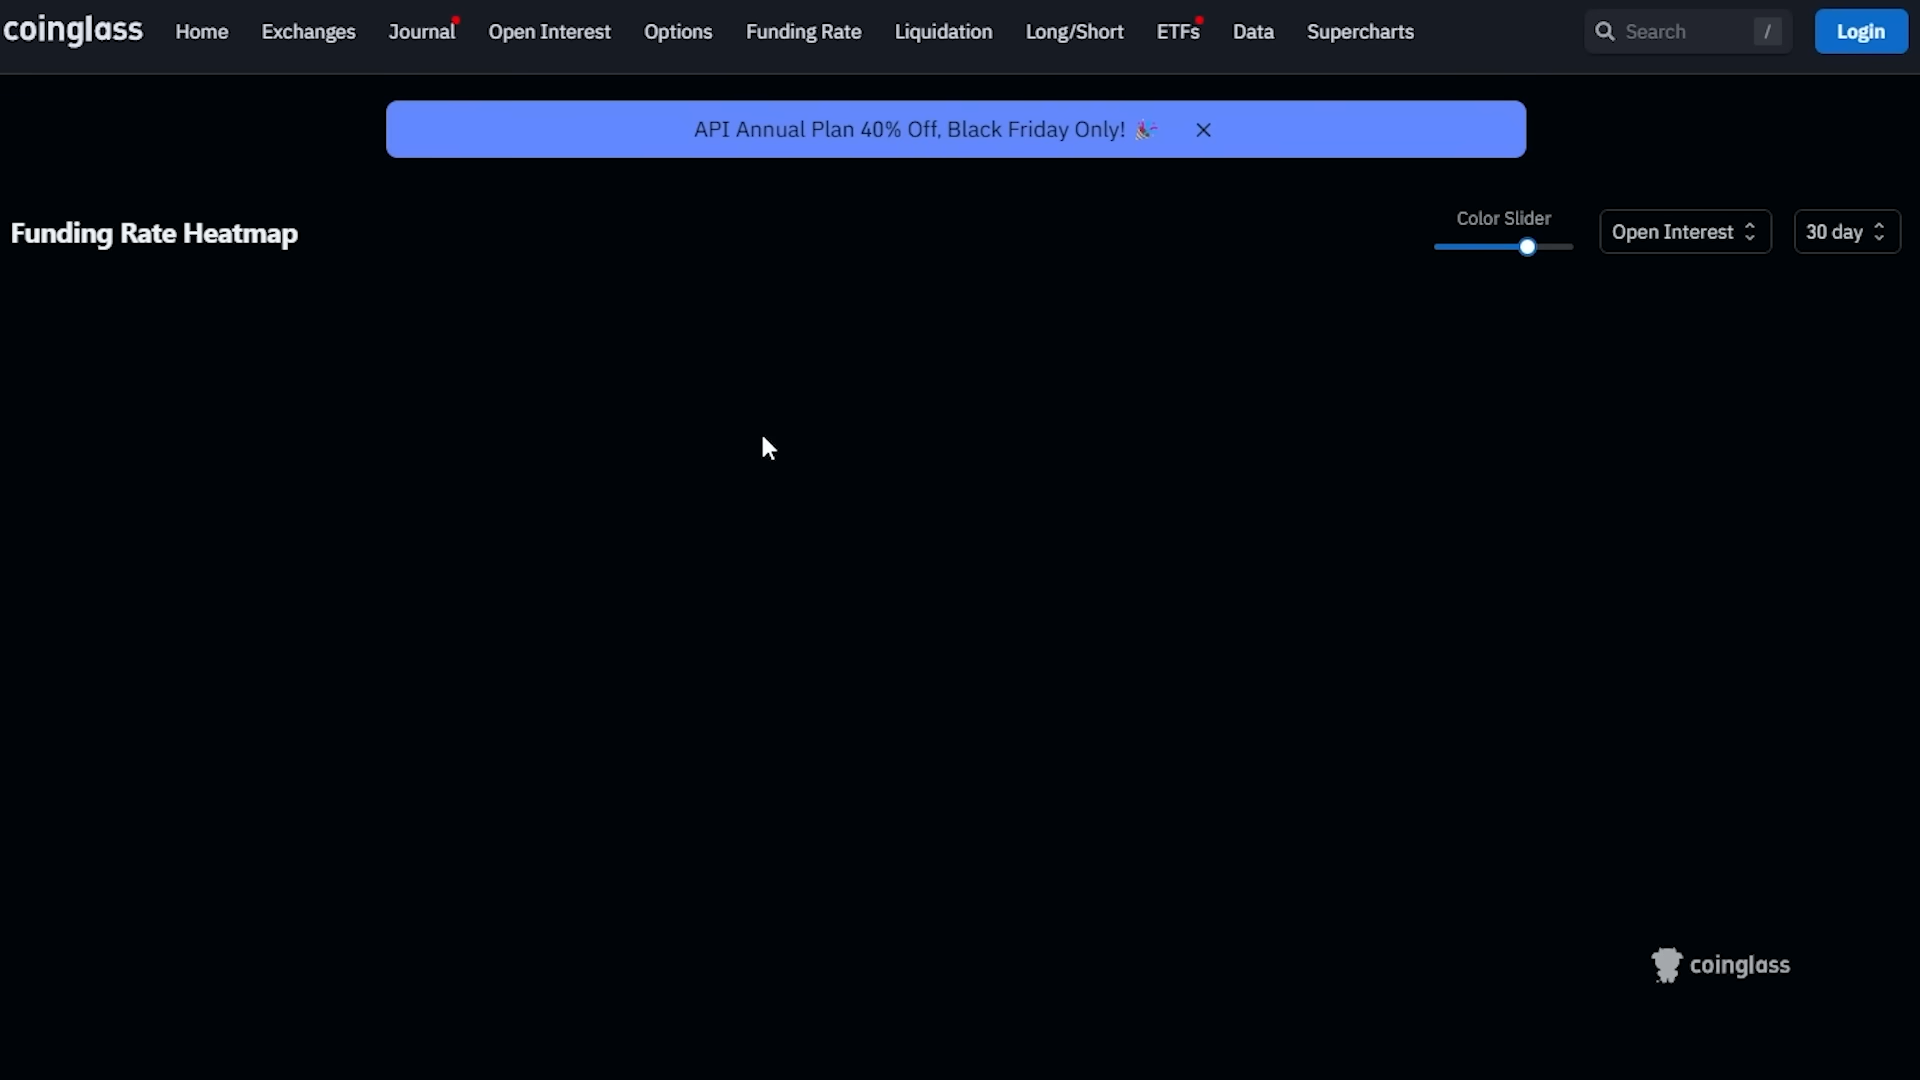 coinglass Home Exchanges Journal Open Interest Options Funding Rate Liquidation Long/Short ETFs Data Supercharts Search / Login
API Annual Plan 40% Off, Black Friday Only! 🎉
Funding Rate Heatmap
Color Slider
Open Interest
30 day
coinglass